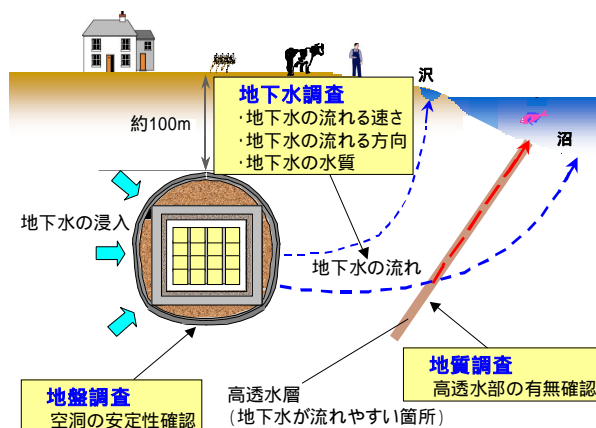 沢
地下水調査
・地下水の流れる速さ
・地下水の流れる方向
・地下水の水質
沼
約100m
地下水の浸入
地下水の流れ
地質調査
高透水部の有無確認
地盤調査
空洞の安定性確認
高透水層
(地下水が流れやすい箇所)